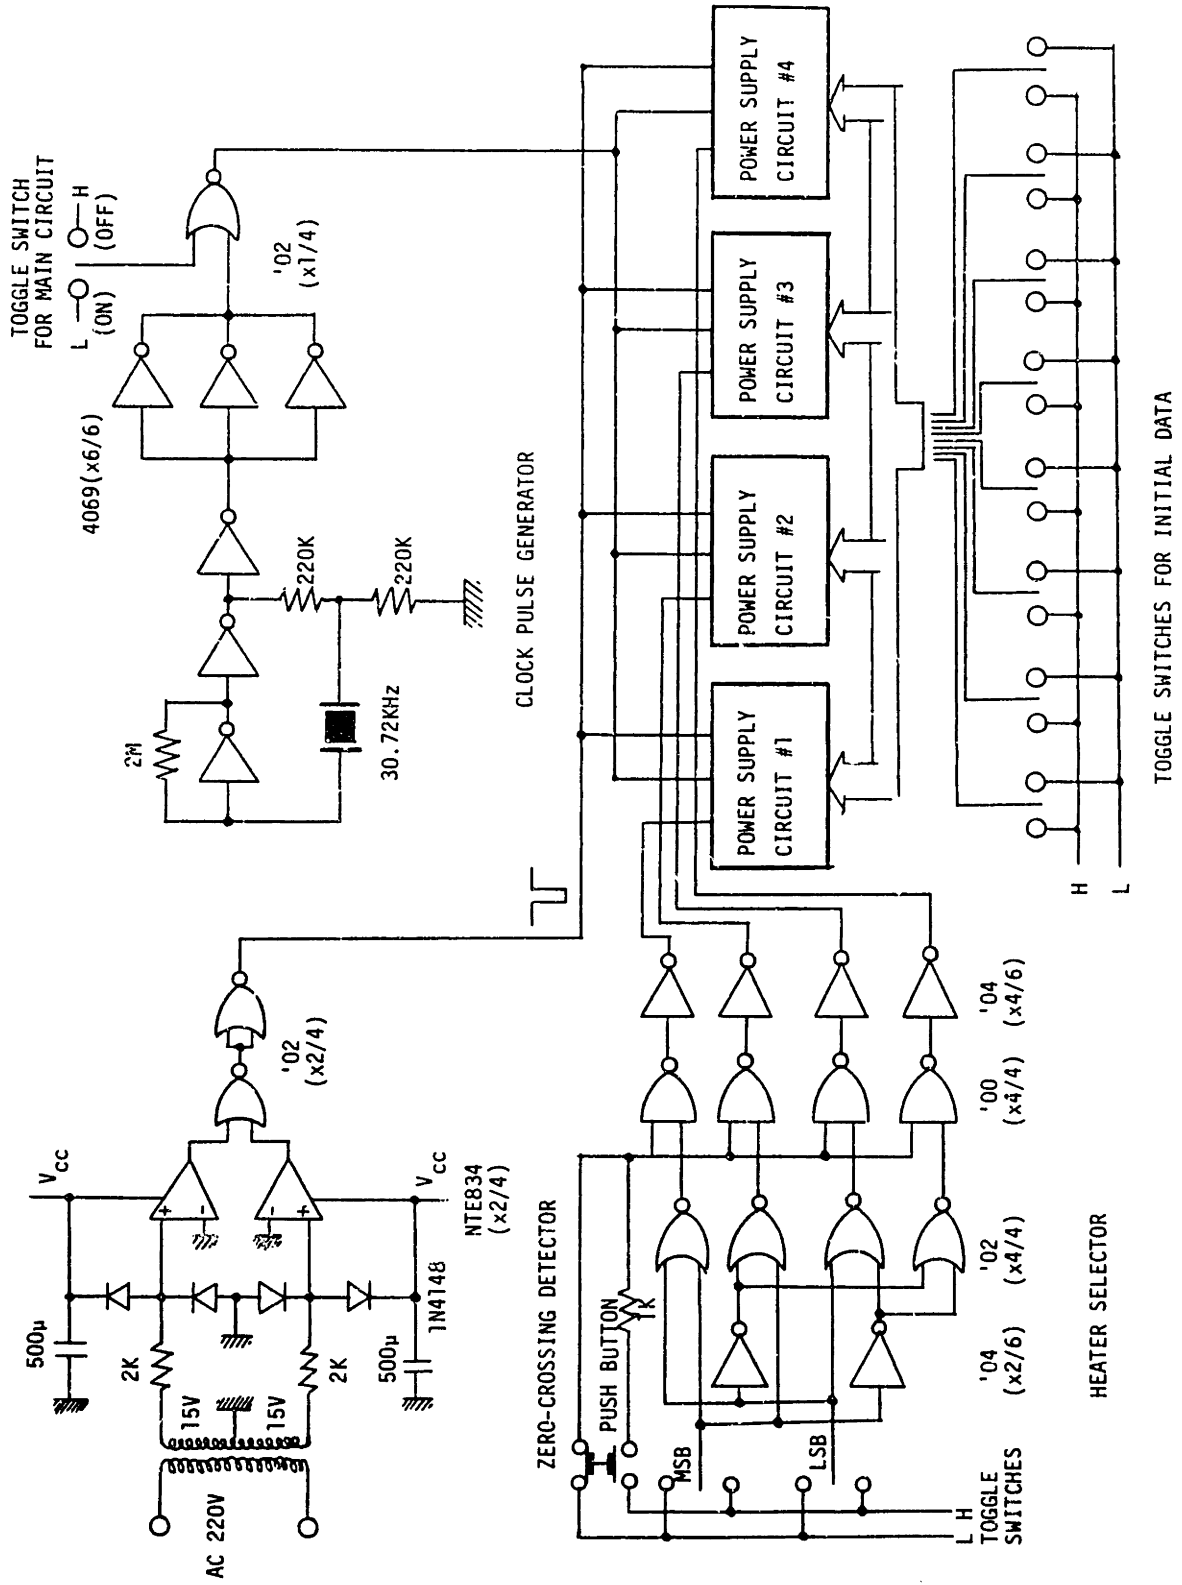 AC 220V
15V
15V
2K
2K
500μ
500μ
Vcc
Vcc
1N4148
NTE834
(x2/4)
'02
(x2/4)
ZERO-CROSSING DETECTOR
2M
30.72KHz
220K
220K
4069(x6/6)
CLOCK PULSE GENERATOR
TOGGLE SWITCH
FOR MAIN CIRCUIT
L
H
(ON)
(OFF)
'02
(x1/4)
PUSH BUTTON
1K
MSB
LSB
L
H
TOGGLE
SWITCHES
'04
(x2/6)
'02
(x4/4)
'00
(x4/4)
'04
(x4/6)
HEATER SELECTOR
POWER SUPPLY
CIRCUIT #1
POWER SUPPLY
CIRCUIT #2
POWER SUPPLY
CIRCUIT #3
POWER SUPPLY
CIRCUIT #4
H
L
TOGGLE SWITCHES FOR INITIAL DATA